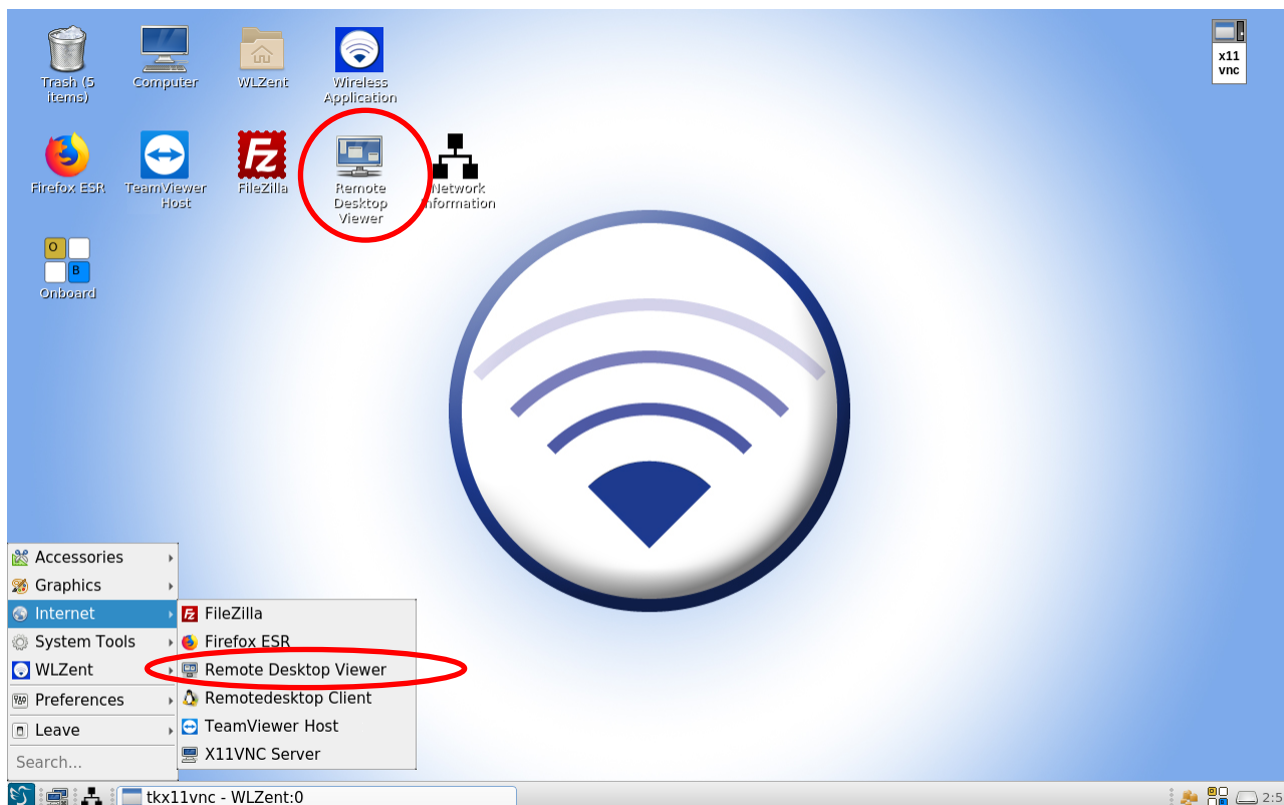 Trash (5
items)
Computer
WLZent
Wireless
Application
x11
vnc
Firefox ESR
TeamViewer
Host
FileZilla
Remote
Desktop
Viewer
Network
Information
O
B
Onboard
Accessories
Graphics
Internet
System Tools
WLZent
Preferences
Leave
Search...
FileZilla
Firefox ESR
Remote Desktop Viewer
Remotedesktop Client
TeamViewer Host
X11VNC Server
tkx11vnc - WLZent:0
2:5